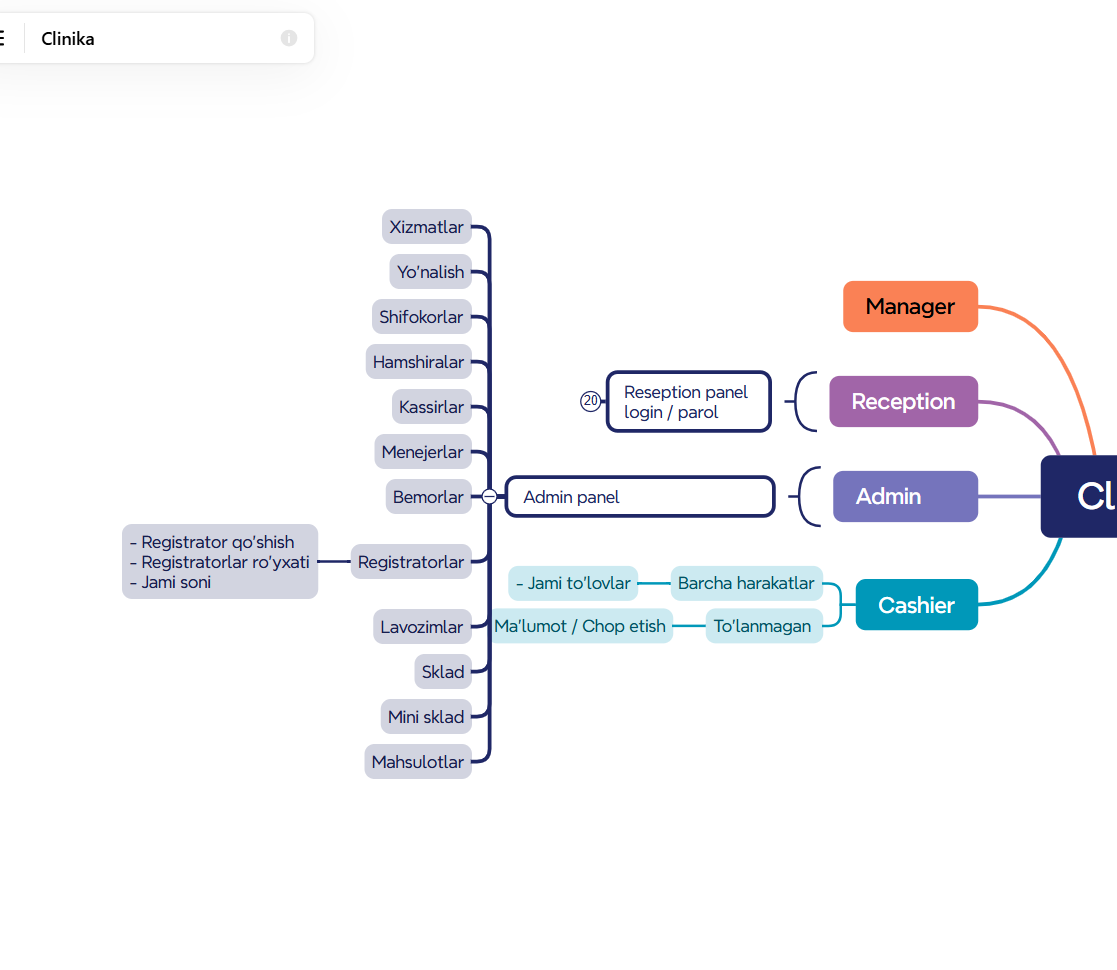 Clinika
Xizmatlar
Yo'nalish
Shifokorlar
Hamshiralar
Kassirlar
Menejerlar
Bemorlar
- Registrator qo'shish
- Registratorlar ro'yxati
- Jami soni
Registratorlar
Lavozimlar
Sklad
Mini sklad
Mahsulotlar
Manager
20
Reseption panel
login / parol
Reception
Admin panel
Admin
- Jami to'lovlar
Barcha harakatlar
Ma'lumot / Chop etish
To'lanmagan
Cashier